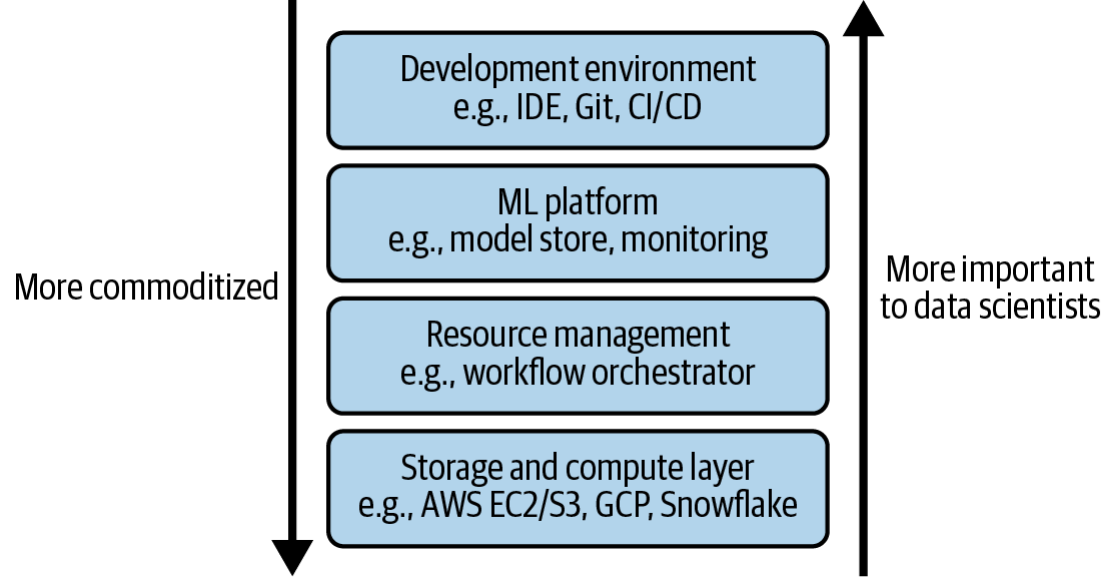 Development environment
e.g., IDE, Git, CI/CD
ML platform
e.g., model store, monitoring
More commoditized
More important
to data scientists
Resource management
e.g., workflow orchestrator
Storage and compute layer
e.g., AWS EC2/S3, GCP, Snowflake